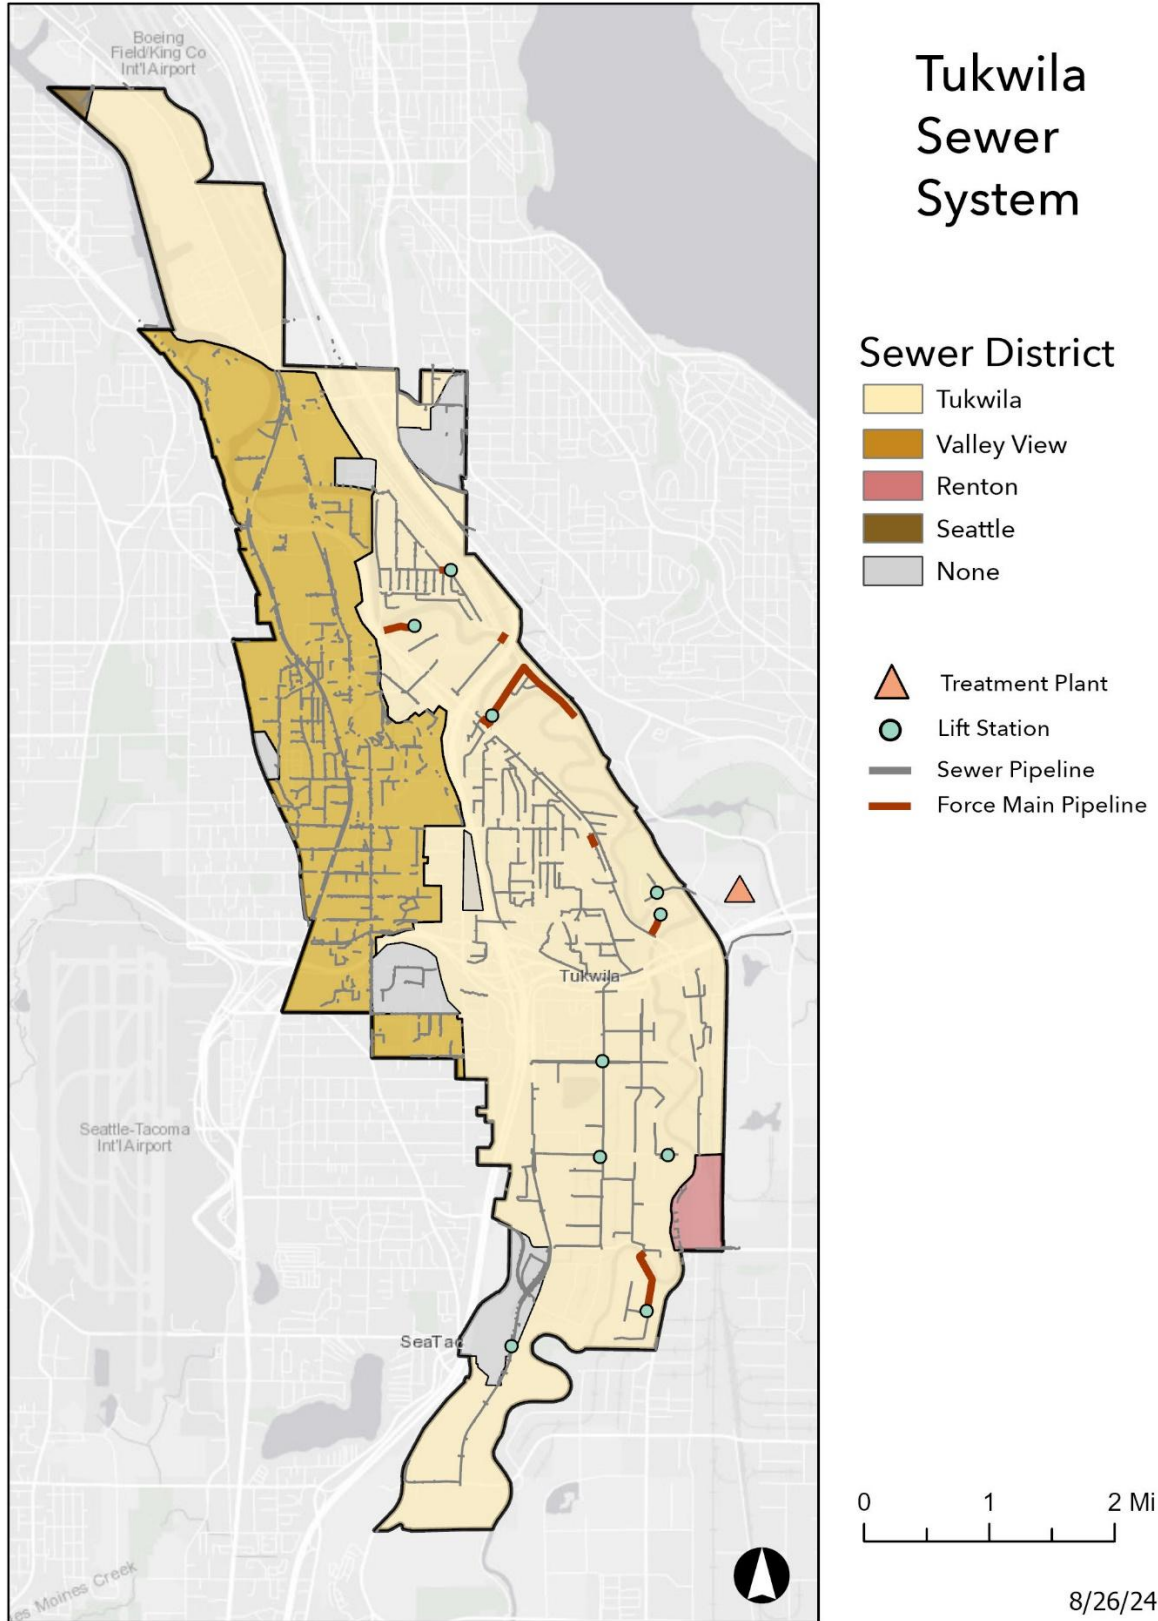 Boeing
Field/King Co
Int'l Airport
Tukwila
Seattle-Tacoma
Int'l Airport
SeaTac
es Moines Creek
Tukwila
Sewer
System
Sewer District
Tukwila
Valley View
Renton
Seattle
None
Treatment Plant
Lift Station
Sewer Pipeline
Force Main Pipeline
0 1 2 Mi
8/26/24